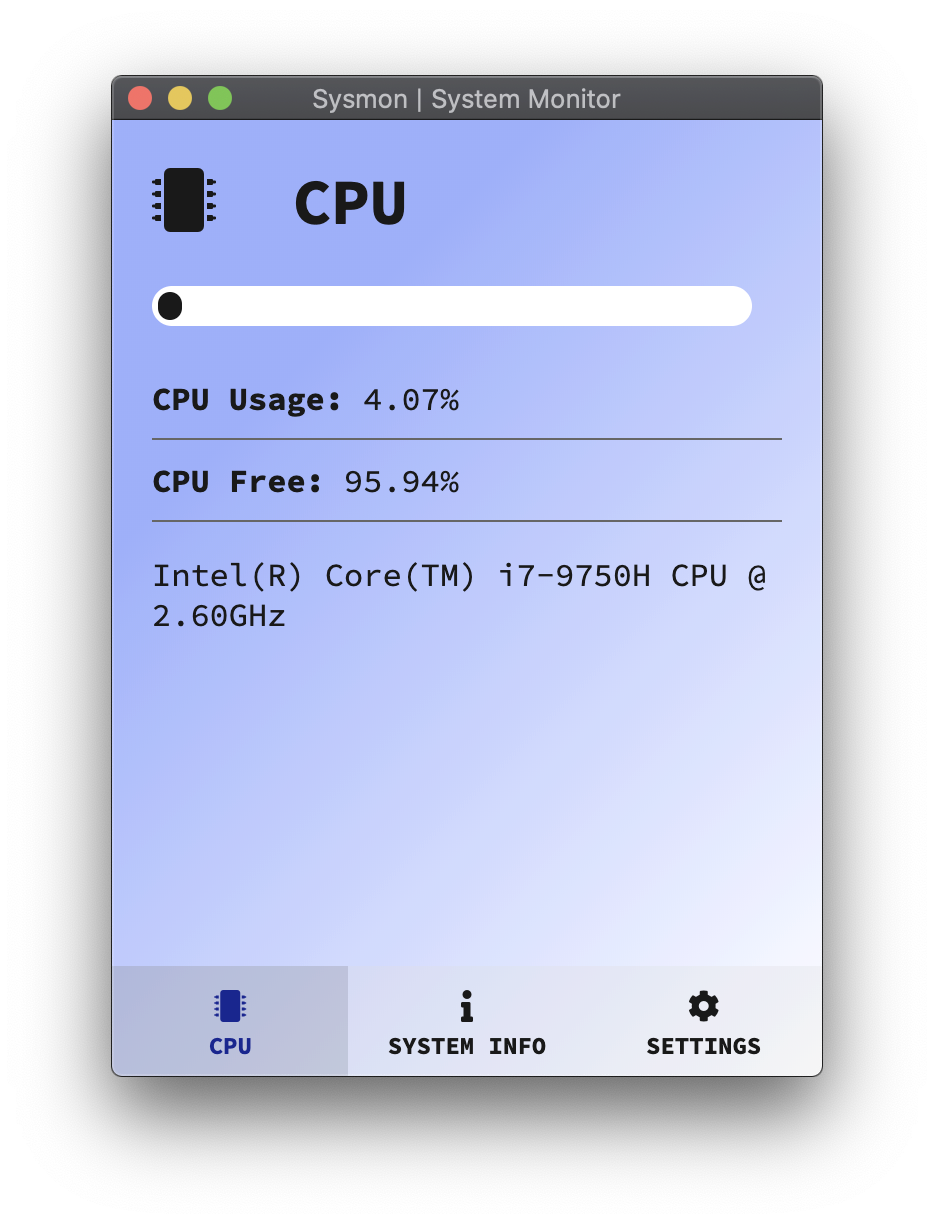 Sysmon | System Monitor
CPU
CPU Usage: 4.07%
CPU Free: 95.94%
Intel(R) Core(TM) i7-9750H CPU @
2.60GHz
CPU
SYSTEM INFO
SETTINGS